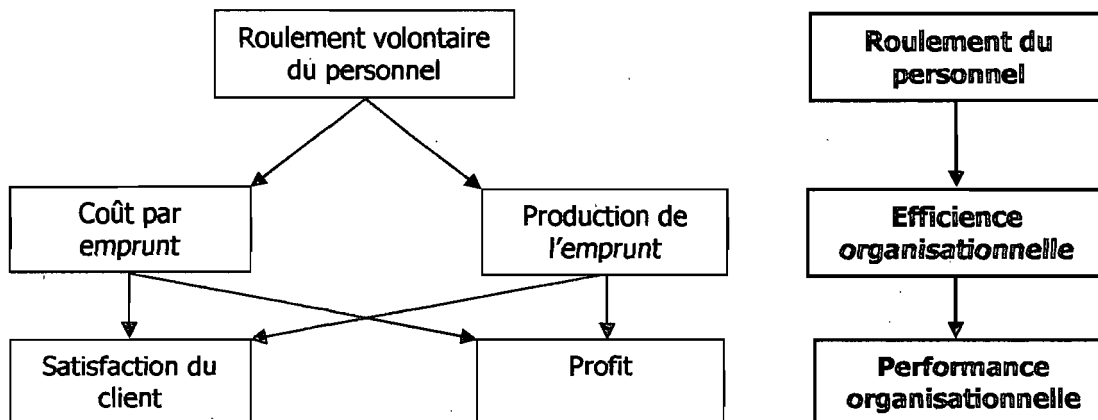 Roulement volontaire
du personnel
Roulement du
personnel
Coût par
emprunt
Production de
l'emprunt
Efficience
organisationnelle
Satisfaction du
client
Profit
Performance
organisationnelle